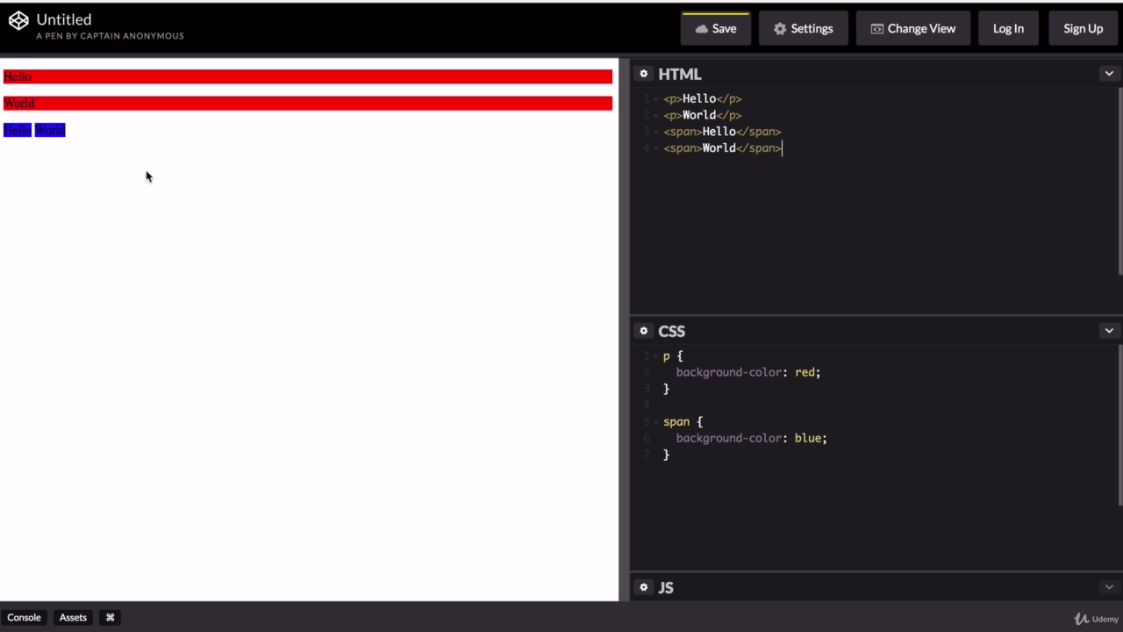 Untitled
A PEN BY CAPTAIN ANONYMOUS
Save
Settings
Change View
Log In
Sign Up
Hello
World
Hello World
HTML
1 <p>Hello</p>
2 <p>World</p>
3 <span>Hello</span>
4 <span>World</span>
CSS
1 p {
2 background-color: red;
3 }
4
5 span {
6 background-color: blue;
7 }
JS
Console
Assets
⌘
Udemy